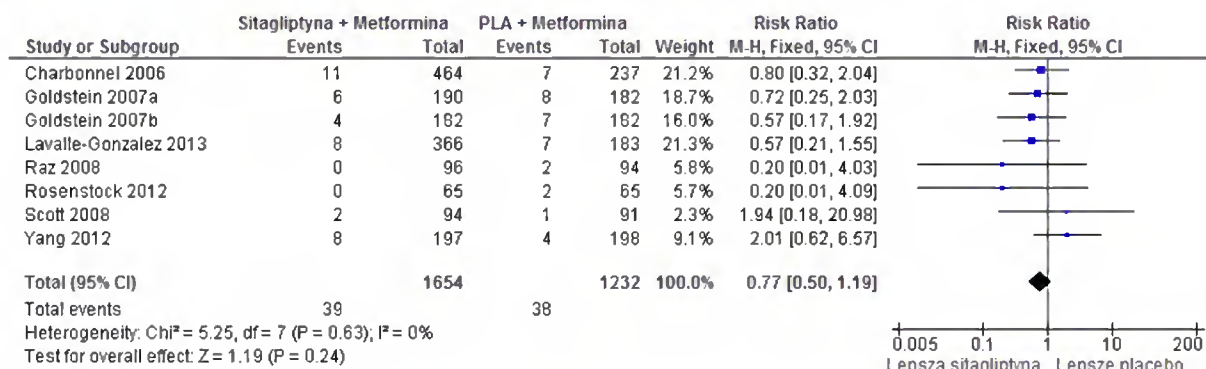 Sitagliptyna + Metformina PLA + Metformina Risk Ratio Risk Ratio
Study or Subgroup Events Total Events Total Weight M-H, Fixed, 95% CI M-H, Fixed, 95% CI
Charbonnel 2006 11 464 7 237 21.2% 0.80 [0.32, 2.04]
Goldstein 2007a 6 190 8 182 18.7% 0.72 [0.25, 2.03]
Goldstein 2007b 4 182 7 182 16.0% 0.57 [0.17, 1.92]
Lavalle-Gonzalez 2013 8 366 7 183 21.3% 0.57 [0.21, 1.55]
Raz 2008 0 96 2 94 5.8% 0.20 [0.01, 4.03]
Rosenstock 2012 0 65 2 65 5.7% 0.20 [0.01, 4.09]
Scott 2008 2 94 1 91 2.3% 1.94 [0.18, 20.98]
Yang 2012 8 197 4 198 9.1% 2.01 [0.62, 6.57]
Total (95% CI) 1654 1232 100.0% 0.77 [0.50, 1.19]
Total events 39 38
Heterogeneity: Chi² = 5.25, df = 7 (P = 0.63); I² = 0%
Test for overall effect: Z = 1.19 (P = 0.24)
0.005 0.1 1 10 200
Lepsza sitagliptyna Lepsze placebo